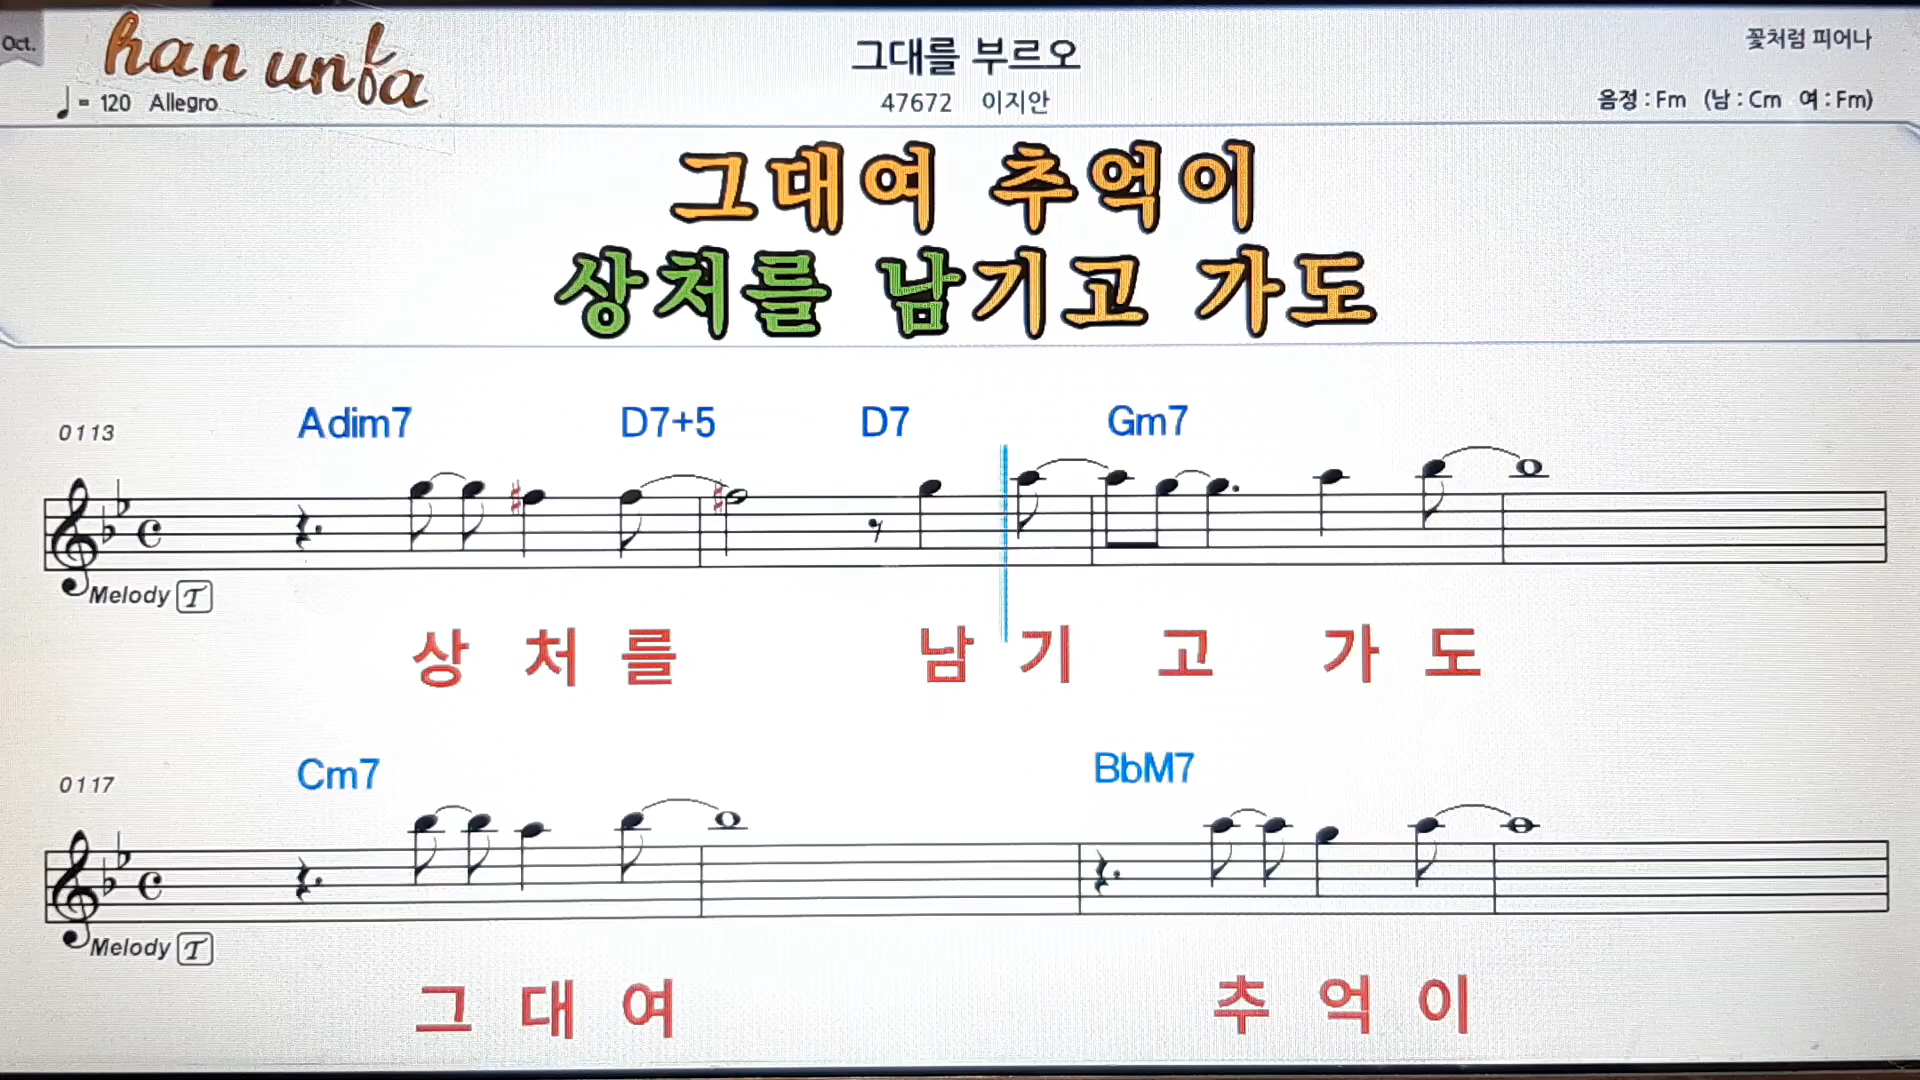 Oct.
han unfa
그대를 부르오
꽃처럼 피어나
= 120 Allegro
47672 이지안
음정 : Fm (남 : Cm 여 : Fm)
그대여 추억이
상처를 남기고 가도
0113 Adim7 D7+5 D7 Gm7
Melody T
상 처 를 남 기 고 가 도
0117 Cm7 BbM7
Melody T
그 대 여 추 억 이